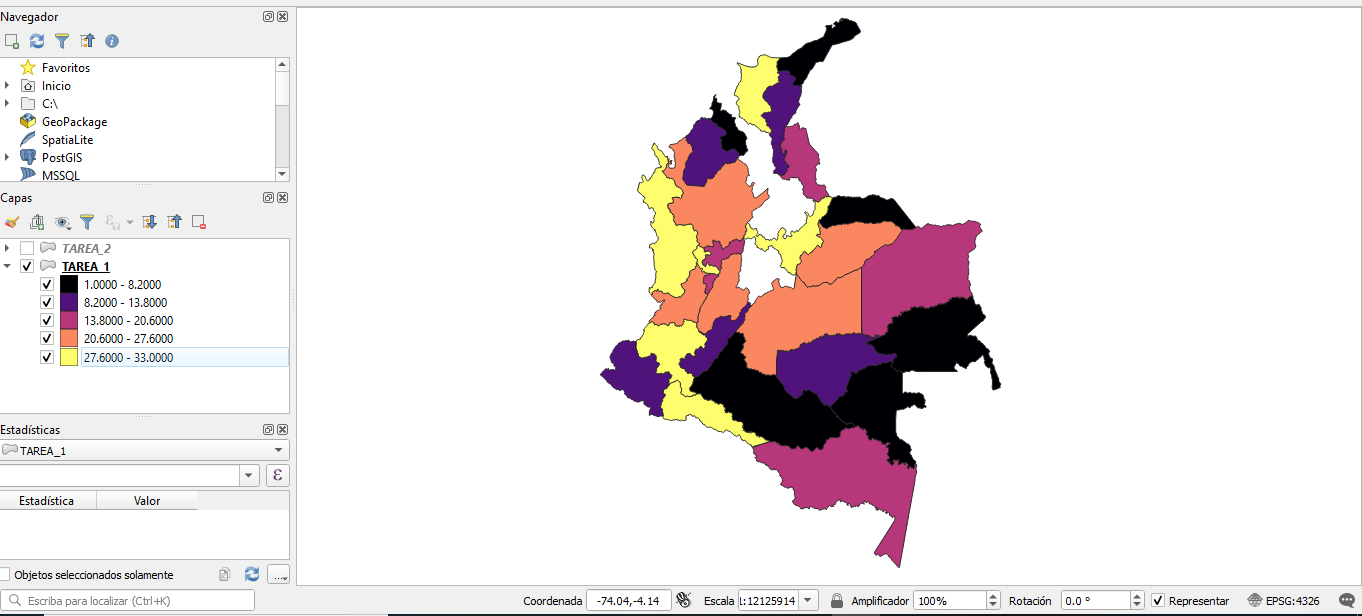 Navegador
Favoritos
Inicio
C:\
GeoPackage
SpatiaLite
PostGIS
MSSQL
Capas
TAREA_2
TAREA_1
1.0000 - 8.2000
8.2000 - 13.8000
13.8000 - 20.6000
20.6000 - 27.6000
27.6000 - 33.0000
Estadísticas
TAREA_1
ε
Estadística Valor
Objetos seleccionados solamente
...
Escriba para localizar (Ctrl+K) Coordenada -74.04,-4.14 Escala 1:12125914 Amplificador 100% Rotación 0.0 ° Representar EPSG:4326